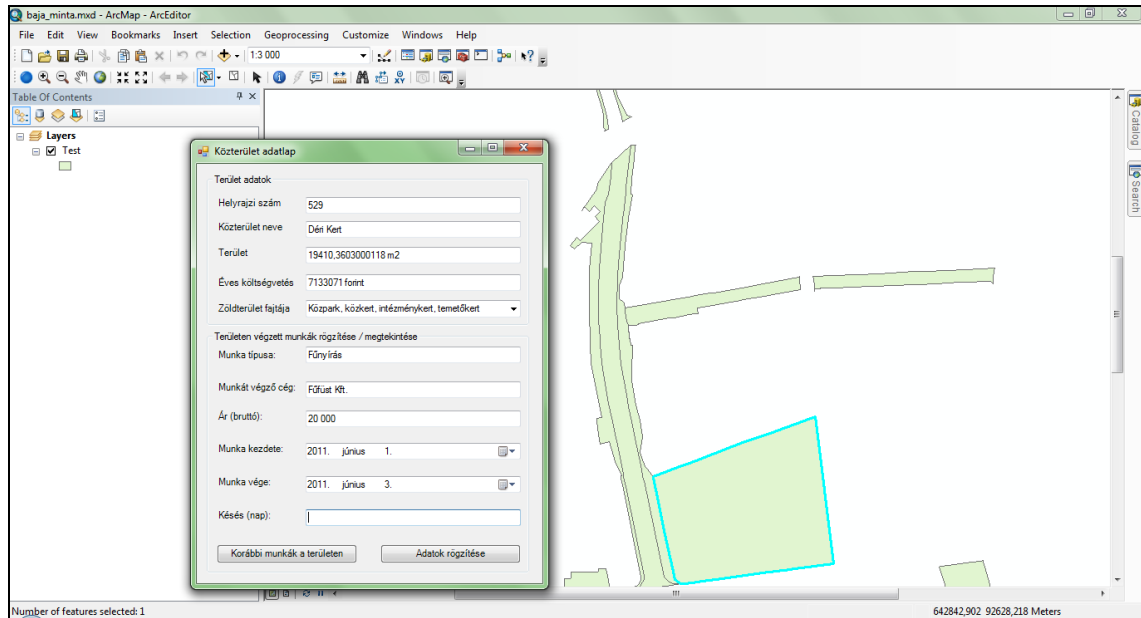 baja_minta.mxd - ArcMap - ArcEditor
File Edit View Bookmarks Insert Selection Geoprocessing Customize Windows Help
1:3 000
Table Of Contents
Layers
Test
Közterület adatlap
Terület adatok
Helyrajzi szám 529
Közterület neve Déri Kert
Terület 19410,3603000118 m2
Éves költségvetés 7133071 forint
Zöldterület fajtája Közpark, közkert, intézménykert, temetőkert
Területen végzett munkák rögzítése / megtekintése
Munka típusa: Fűnyírás
Munkát végző cég: Fűfüst Kft.
Ár (bruttó): 20 000
Munka kezdete: 2011. június 1.
Munka vége: 2011. június 3.
Késés (nap):
Korábbi munkák a területen Adatok rögzítése
Catalog
Search
Number of features selected: 1
642842,902 92628,218 Meters